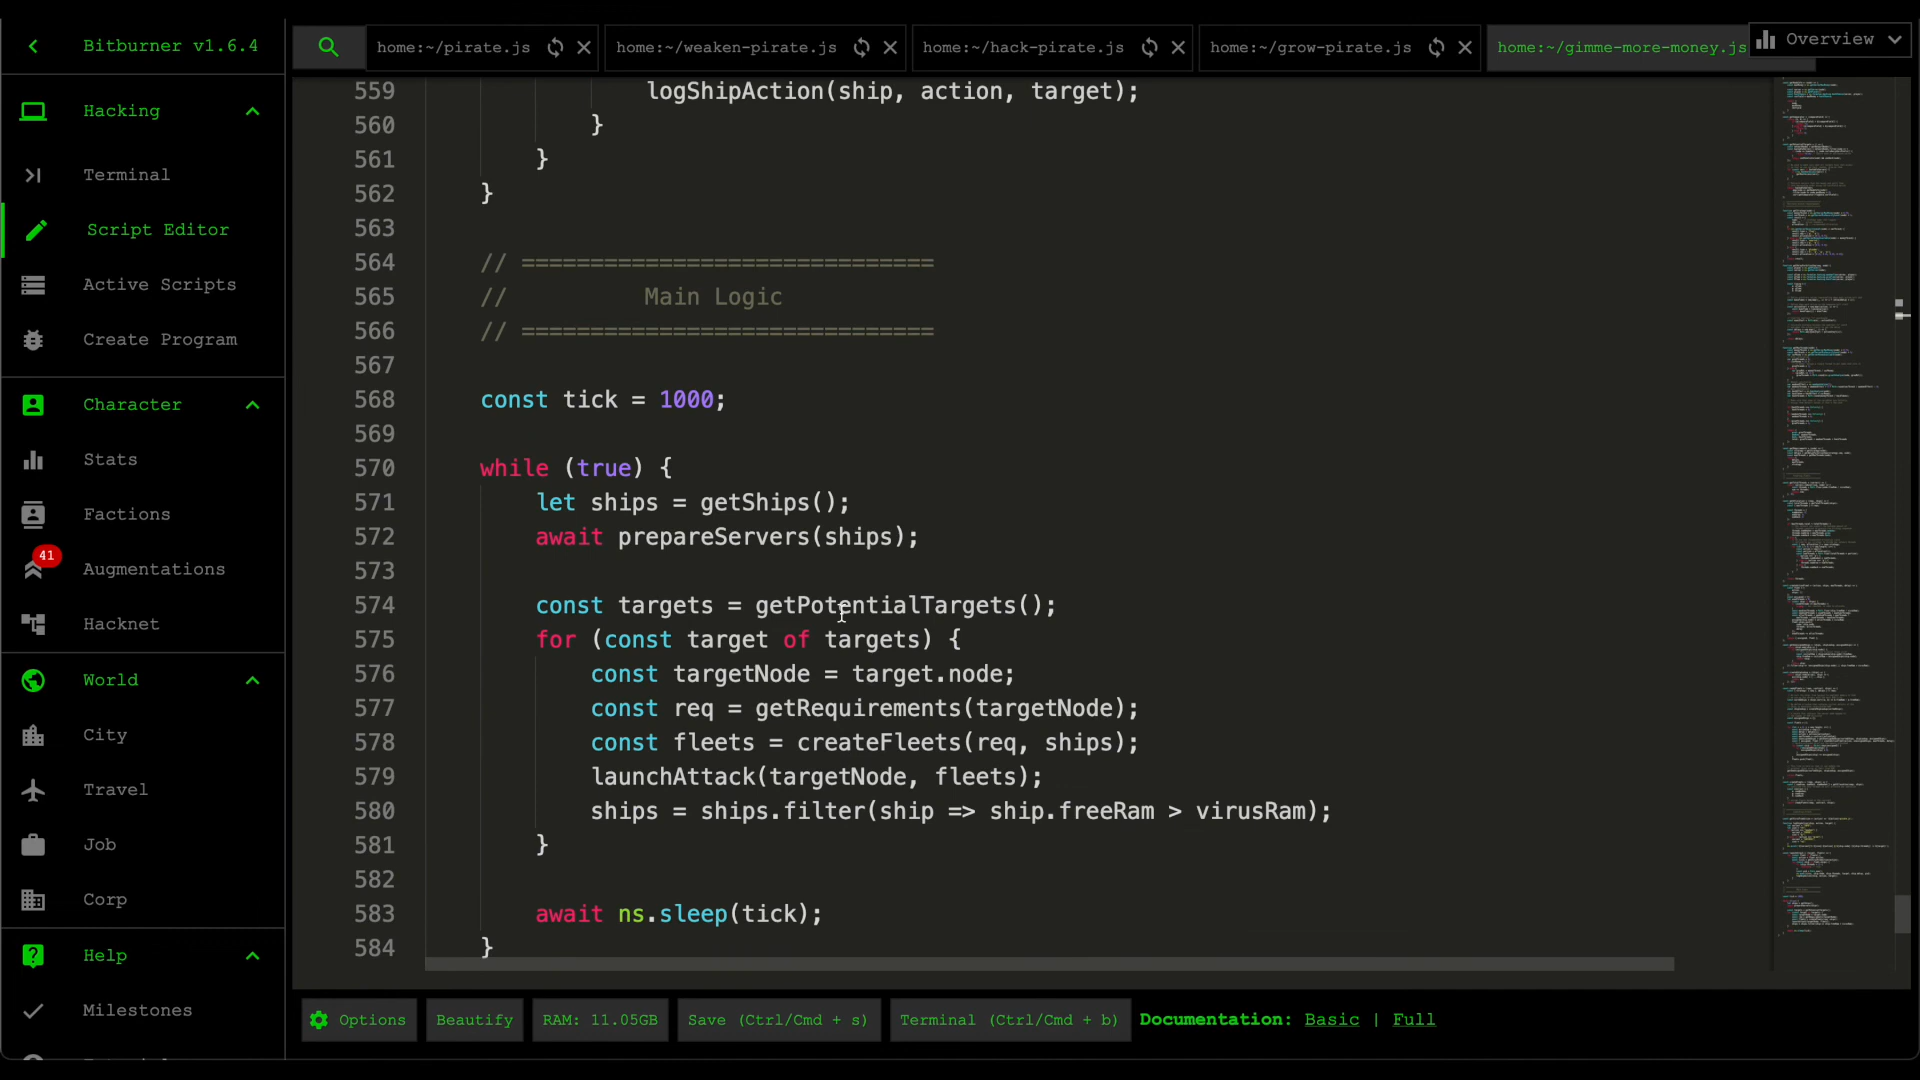 Bitburner v1.6.4
Hacking
Terminal
Script Editor
Active Scripts
Create Program
Character
Stats
Factions
41
Augmentations
Hacknet
World
City
Travel
Job
Corp
Help
Milestones
home:~/pirate.js
home:~/weaken-pirate.js
home:~/hack-pirate.js
home:~/grow-pirate.js
home:~/gimme-more-money.js
Overview
559 logShipAction(ship, action, target);
560 }
561 }
562 }
563
564 // ==============================
565 // Main Logic
566 // ==============================
567
568 const tick = 1000;
569
570 while (true) {
571 let ships = getShips();
572 await prepareServers(ships);
573
574 const targets = getPotentialTargets();
575 for (const target of targets) {
576 const targetNode = target.node;
577 const req = getRequirements(targetNode);
578 const fleets = createFleets(req, ships);
579 launchAttack(targetNode, fleets);
580 ships = ships.filter(ship => ship.freeRam > virusRam);
581 }
582
583 await ns.sleep(tick);
584 }
Options
Beautify
RAM: 11.05GB
Save (Ctrl/Cmd + s)
Terminal (Ctrl/Cmd + b)
Documentation: Basic | Full